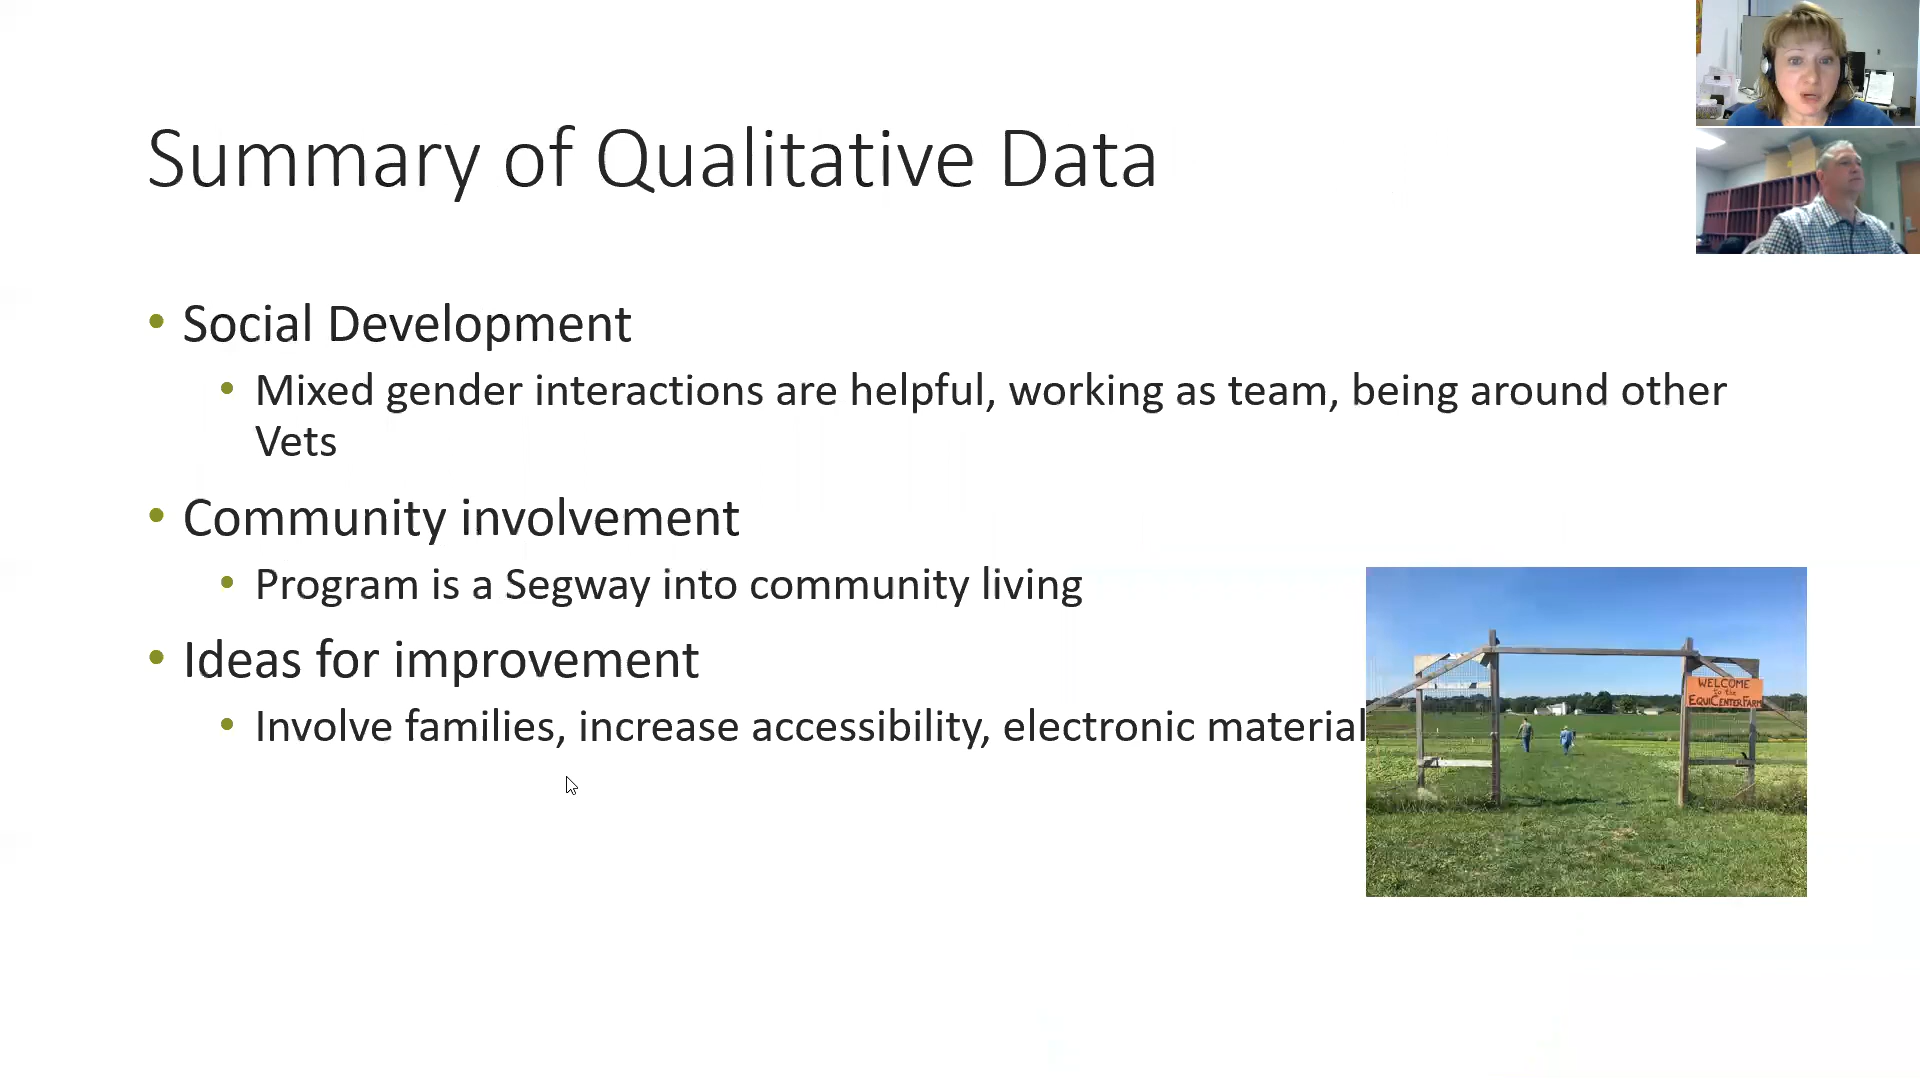 Summary of Qualitative Data
• Social Development
• Mixed gender interactions are helpful, working as team, being around other
Vets
• Community involvement
• Program is a Segway into community living
• Ideas for improvement
• Involve families, increase accessibility, electronic material
WELCOME
to the
EQUICENTER FARM